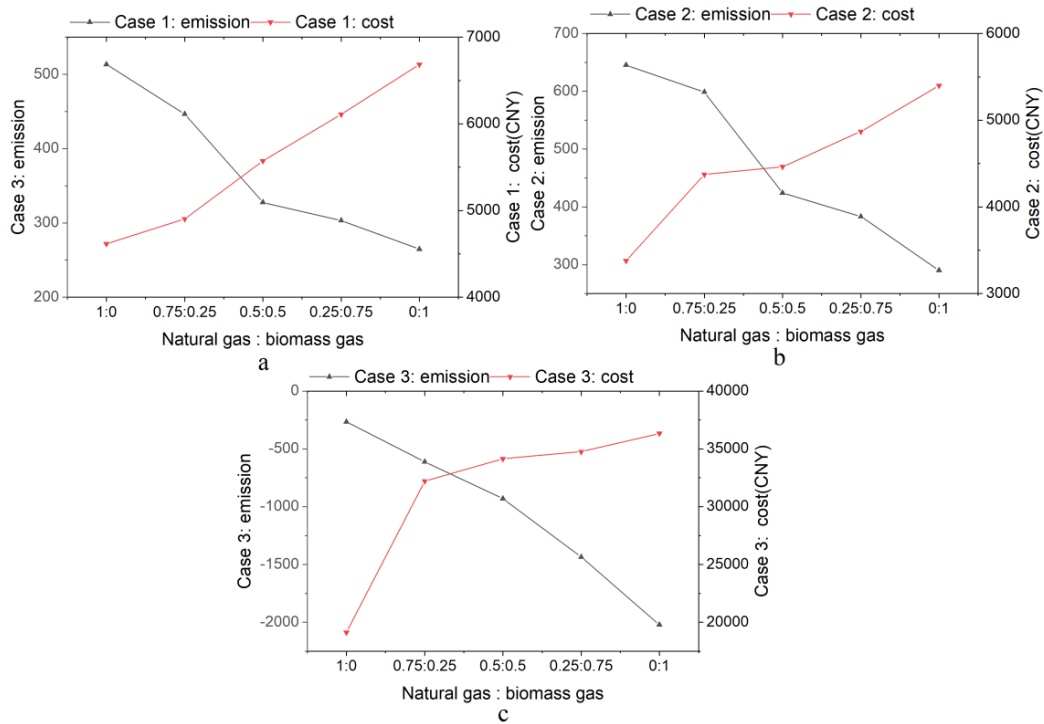 Case 1: emission Case 1: cost
7000
6000
5000
4000
500
400
300
200
Case 3: emission
Case 1: cost(CNY)
1:0 0.75:0.25 0.5:0.5 0.25:0.75 0:1
Natural gas : biomass gas
a
Case 2: emission Case 2: cost
700
600
500
400
300
6000
5000
4000
3000
Case 2: emission
Case 2: cost(CNY)
1:0 0.75:0.25 0.5:0.5 0.25:0.75 0:1
Natural gas : biomass gas
b
Case 3: emission Case 3: cost
0
-500
-1000
-1500
-2000
40000
35000
30000
25000
20000
Case 3: emission
Case 3: cost(CNY)
1:0 0.75:0.25 0.5:0.5 0.25:0.75 0:1
Natural gas : biomass gas
c